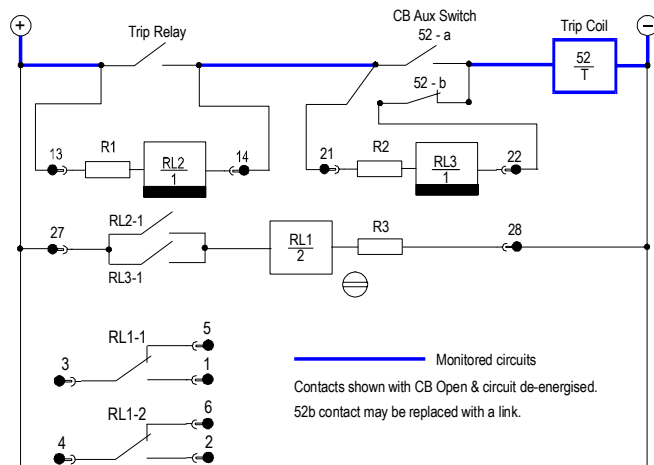 +
CB Aux Switch
Trip Coil
−
Trip Relay
52 - a
52
T
52 - b
13
R1
RL2
1
14
21
R2
RL3
1
22
27
RL2-1
RL3-1
RL1
2
R3
28
RL1-1
5
3
1
RL1-2
6
4
2
Monitored circuits
Contacts shown with CB Open & circuit de-energised.
52b contact may be replaced with a link.